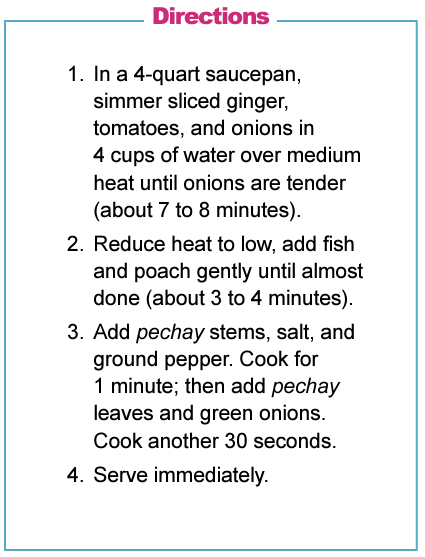 Directions
1. In a 4-quart saucepan,
simmer sliced ginger,
tomatoes, and onions in
4 cups of water over medium
heat until onions are tender
(about 7 to 8 minutes).
2. Reduce heat to low, add fish
and poach gently until almost
done (about 3 to 4 minutes).
3. Add pechay stems, salt, and
ground pepper. Cook for
1 minute; then add pechay
leaves and green onions.
Cook another 30 seconds.
4. Serve immediately.